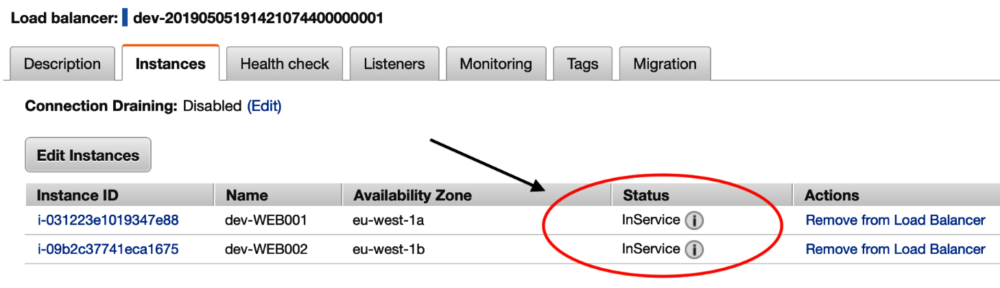 Load balancer: dev-20190505191421074400000001
Description Instances Health check Listeners Monitoring Tags Migration
Connection Draining: Disabled (Edit)
Edit Instances
Instance ID Name Availability Zone Status Actions
i-031223e1019347e88 dev-WEB001 eu-west-1a InService i Remove from Load Balancer
i-09b2c37741eca1675 dev-WEB002 eu-west-1b InService i Remove from Load Balancer